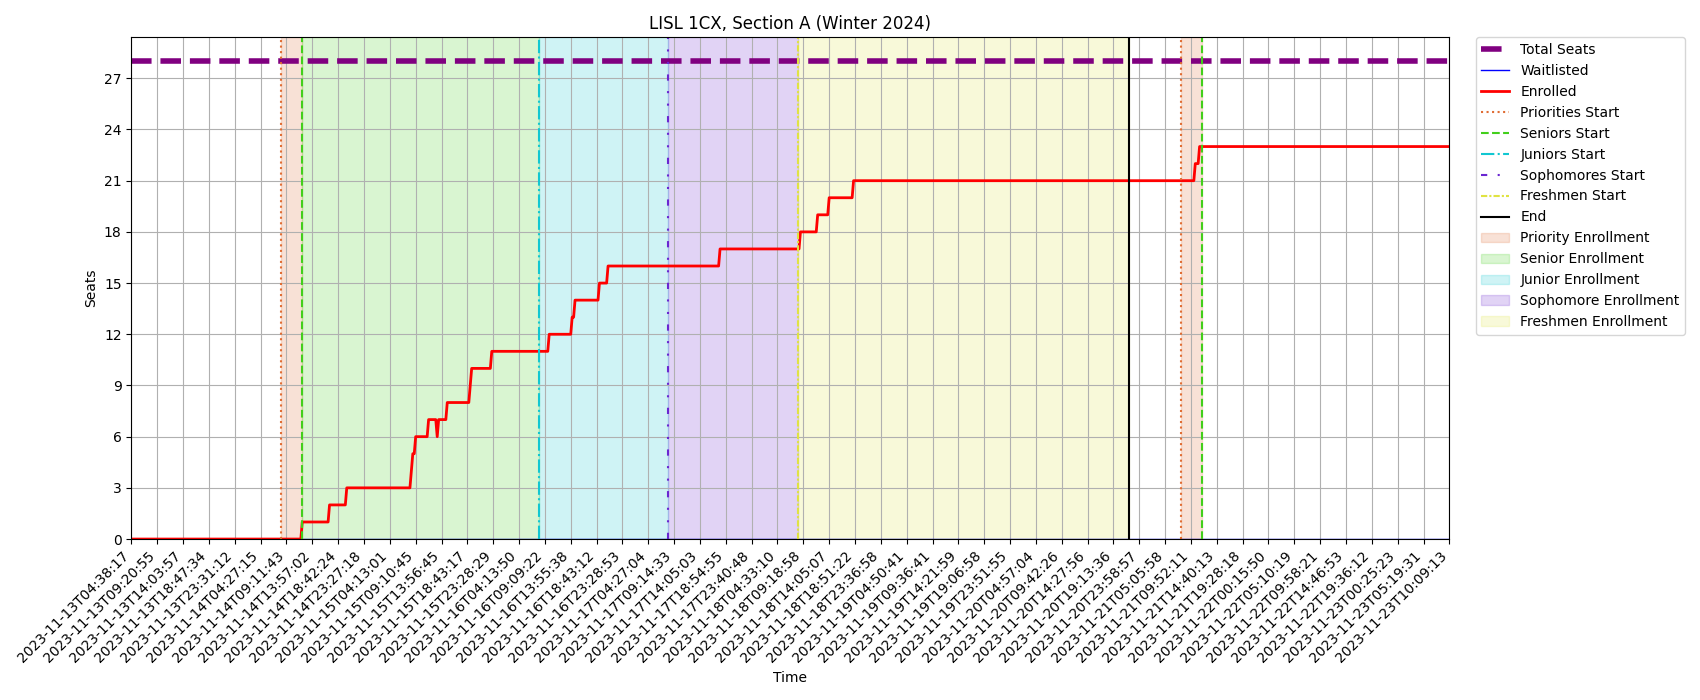 LISL 1CX, Section A (Winter 2024)
Total Seats
Waitlisted
Enrolled
Priorities Start
Seniors Start
Juniors Start
Sophomores Start
Freshmen Start
End
Priority Enrollment
Senior Enrollment
Junior Enrollment
Sophomore Enrollment
Freshmen Enrollment
Seats
27
24
21
18
15
12
9
6
3
0
2023-11-13T04:38:17
2023-11-13T09:20:55
2023-11-13T14:03:57
2023-11-13T18:47:34
2023-11-13T23:31:12
2023-11-14T04:27:15
2023-11-14T09:11:43
2023-11-14T13:57:02
2023-11-14T18:42:24
2023-11-14T23:27:18
2023-11-15T04:13:01
2023-11-15T09:10:45
2023-11-15T13:56:45
2023-11-15T18:43:17
2023-11-15T23:28:29
2023-11-16T04:13:50
2023-11-16T09:09:22
2023-11-16T13:55:38
2023-11-16T18:43:12
2023-11-16T23:28:53
2023-11-17T04:27:04
2023-11-17T09:14:33
2023-11-17T14:05:03
2023-11-17T18:54:55
2023-11-17T23:40:48
2023-11-18T04:33:10
2023-11-18T09:18:58
2023-11-18T14:05:07
2023-11-18T18:51:22
2023-11-18T23:36:58
2023-11-19T04:50:41
2023-11-19T09:36:41
2023-11-19T14:21:59
2023-11-19T19:06:58
2023-11-19T23:51:55
2023-11-20T04:57:04
2023-11-20T09:42:26
2023-11-20T14:27:56
2023-11-20T19:13:36
2023-11-20T23:58:57
2023-11-21T05:05:58
2023-11-21T09:52:11
2023-11-21T14:40:13
2023-11-21T19:28:18
2023-11-22T00:15:50
2023-11-22T05:10:19
2023-11-22T09:58:21
2023-11-22T14:46:53
2023-11-22T19:36:12
2023-11-23T00:25:23
2023-11-23T05:19:31
2023-11-23T10:09:13
Time